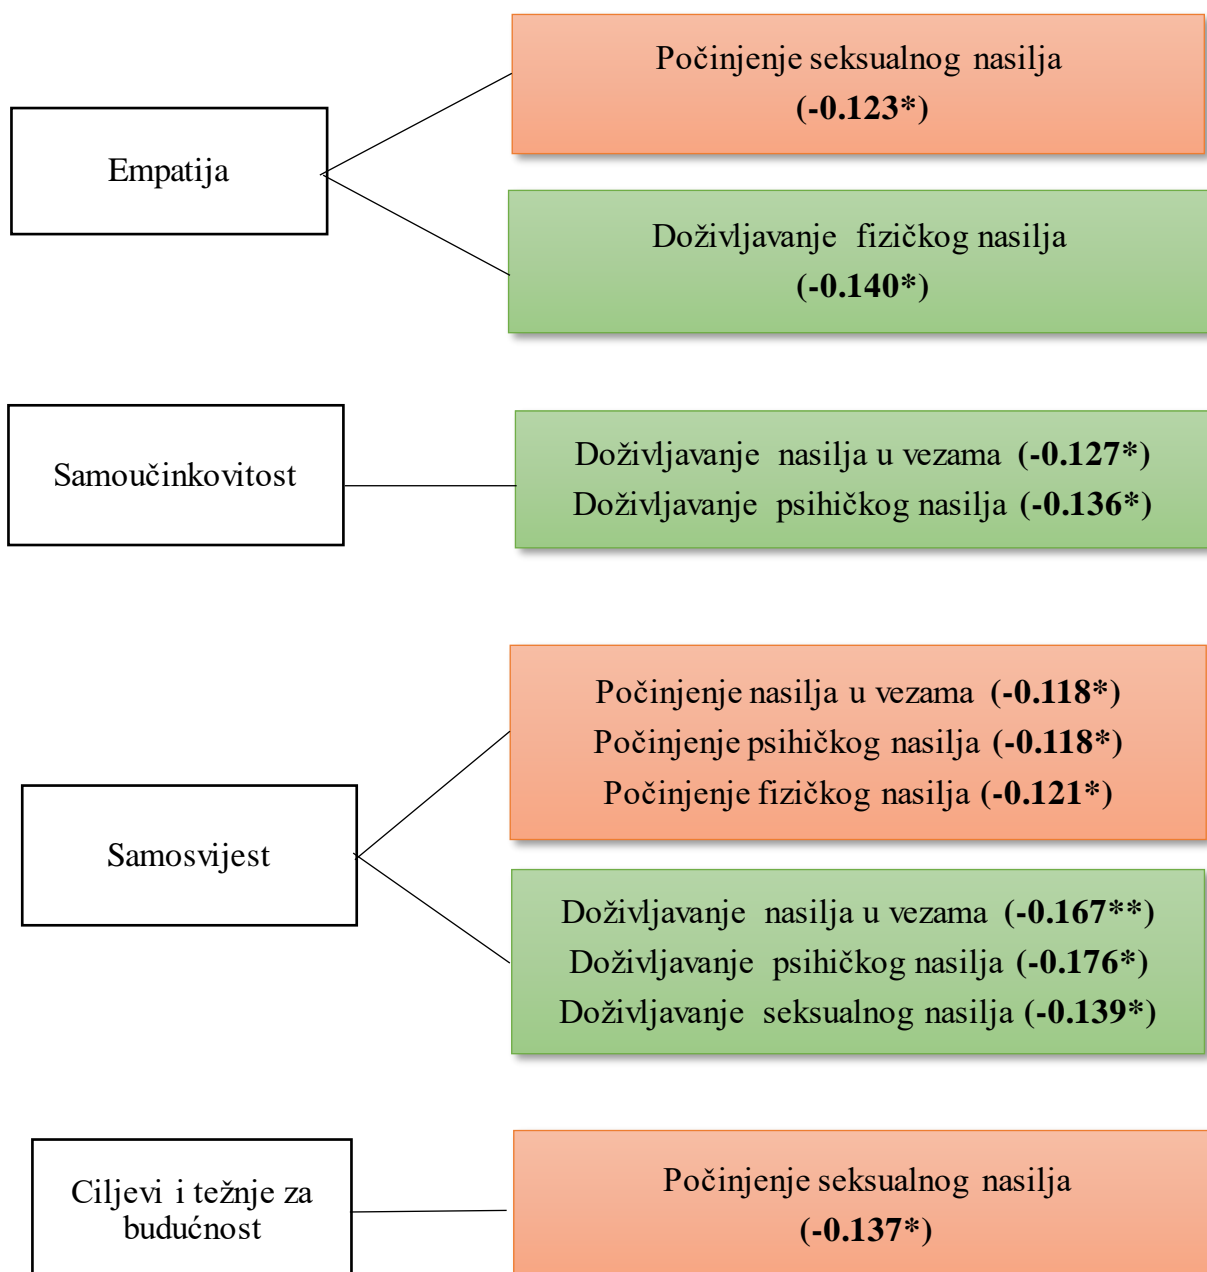 Empatija
Počinjenje seksualnog nasilja
(-0.123*)
Doživljavanje fizičkog nasilja
(-0.140*)
Samoučinkovitost
Doživljavanje nasilja u vezama (-0.127*)
Doživljavanje psihičkog nasilja (-0.136*)
Samosvijest
Počinjenje nasilja u vezama (-0.118*)
Počinjenje psihičkog nasilja (-0.118*)
Počinjenje fizičkog nasilja (-0.121*)
Doživljavanje nasilja u vezama (-0.167**)
Doživljavanje psihičkog nasilja (-0.176*)
Doživljavanje seksualnog nasilja (-0.139*)
Ciljevi i težnje za
budućnost
Počinjenje seksualnog nasilja
(-0.137*)